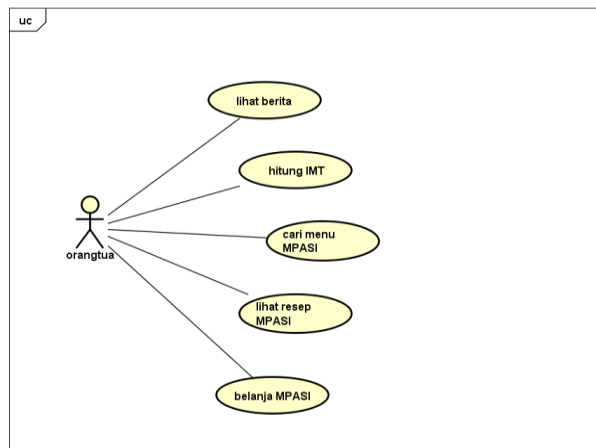 uc
lihat berita
hitung IMT
cari menu
MPASI
orangtua
lihat resep
MPASI
belanja MPASI